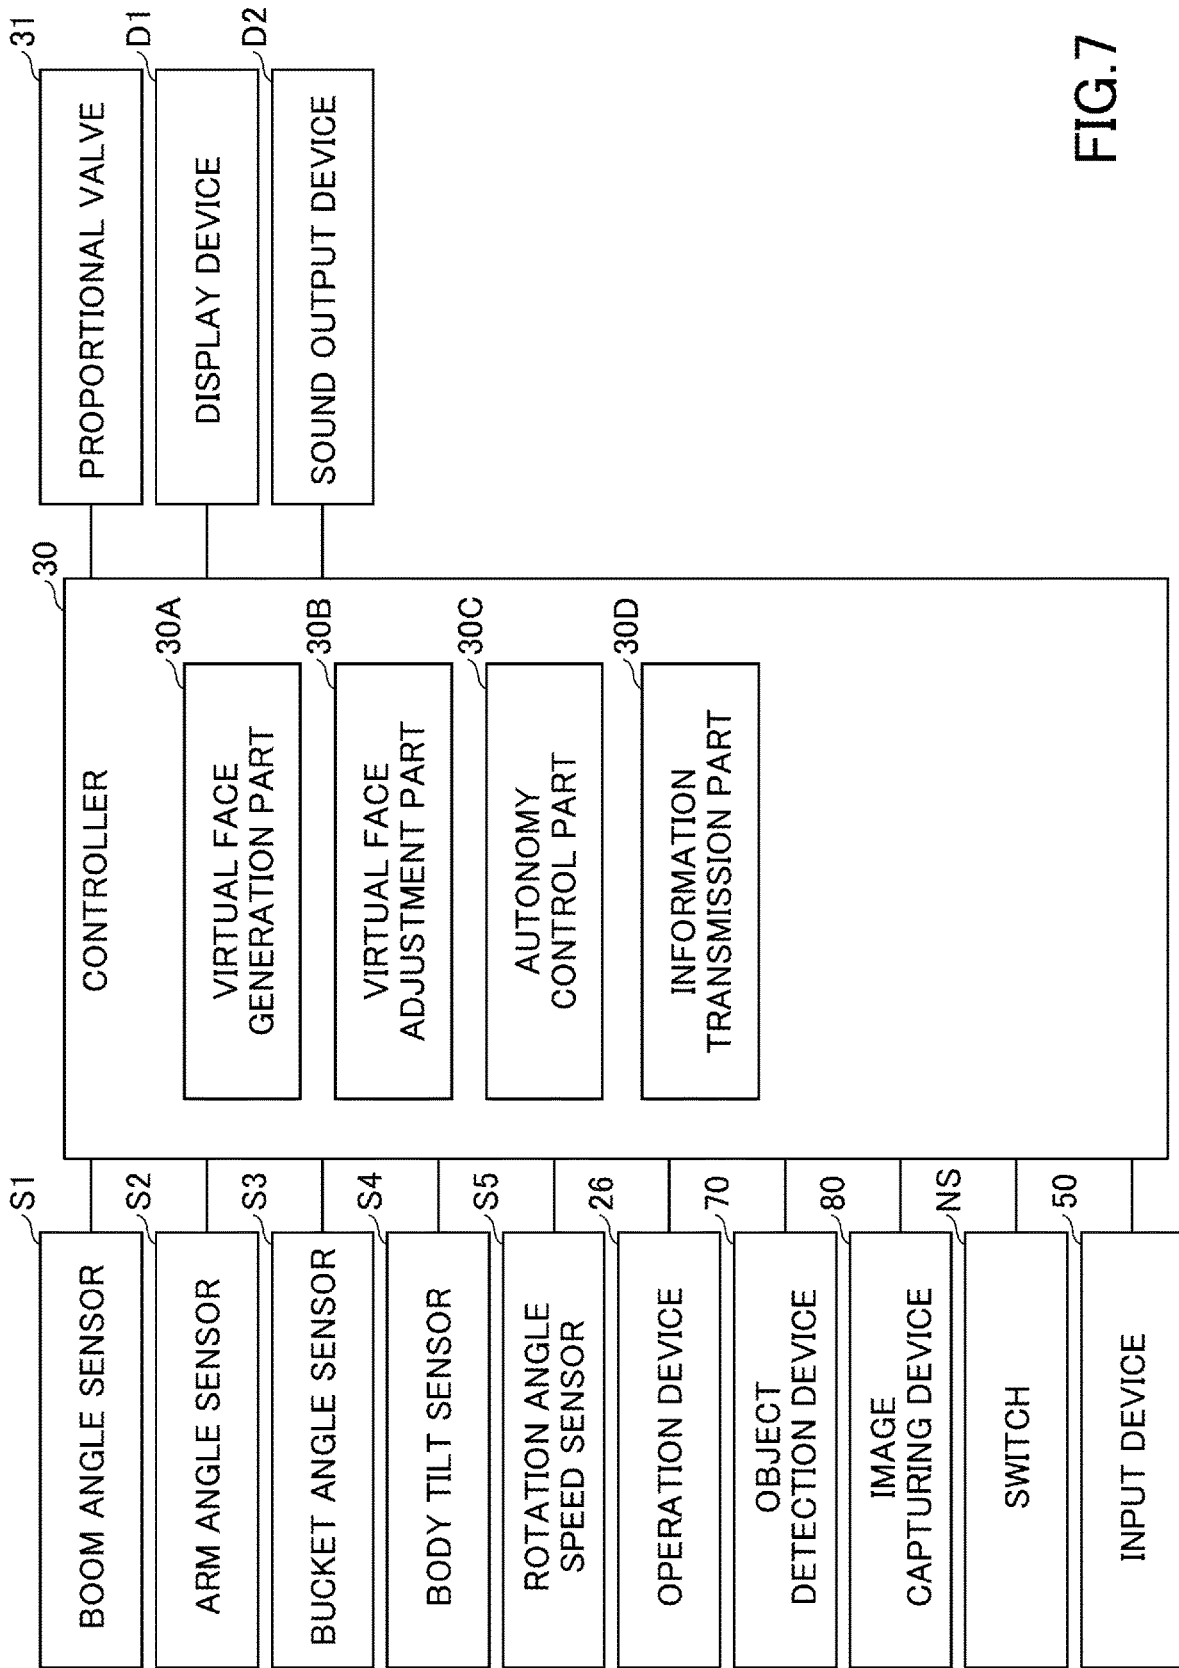 S1
BOOM ANGLE SENSOR
S2
ARM ANGLE SENSOR
S3
BUCKET ANGLE SENSOR
S4
BODY TILT SENSOR
S5
ROTATION ANGLE
SPEED SENSOR
26
OPERATION DEVICE
70
OBJECT
DETECTION DEVICE
80
IMAGE
CAPTURING DEVICE
NS
SWITCH
50
INPUT DEVICE
30
CONTROLLER
30A
VIRTUAL FACE
GENERATION PART
30B
VIRTUAL FACE
ADJUSTMENT PART
30C
AUTONOMY
CONTROL PART
30D
INFORMATION
TRANSMISSION PART
31
PROPORTIONAL VALVE
D1
DISPLAY DEVICE
D2
SOUND OUTPUT DEVICE
FIG.7